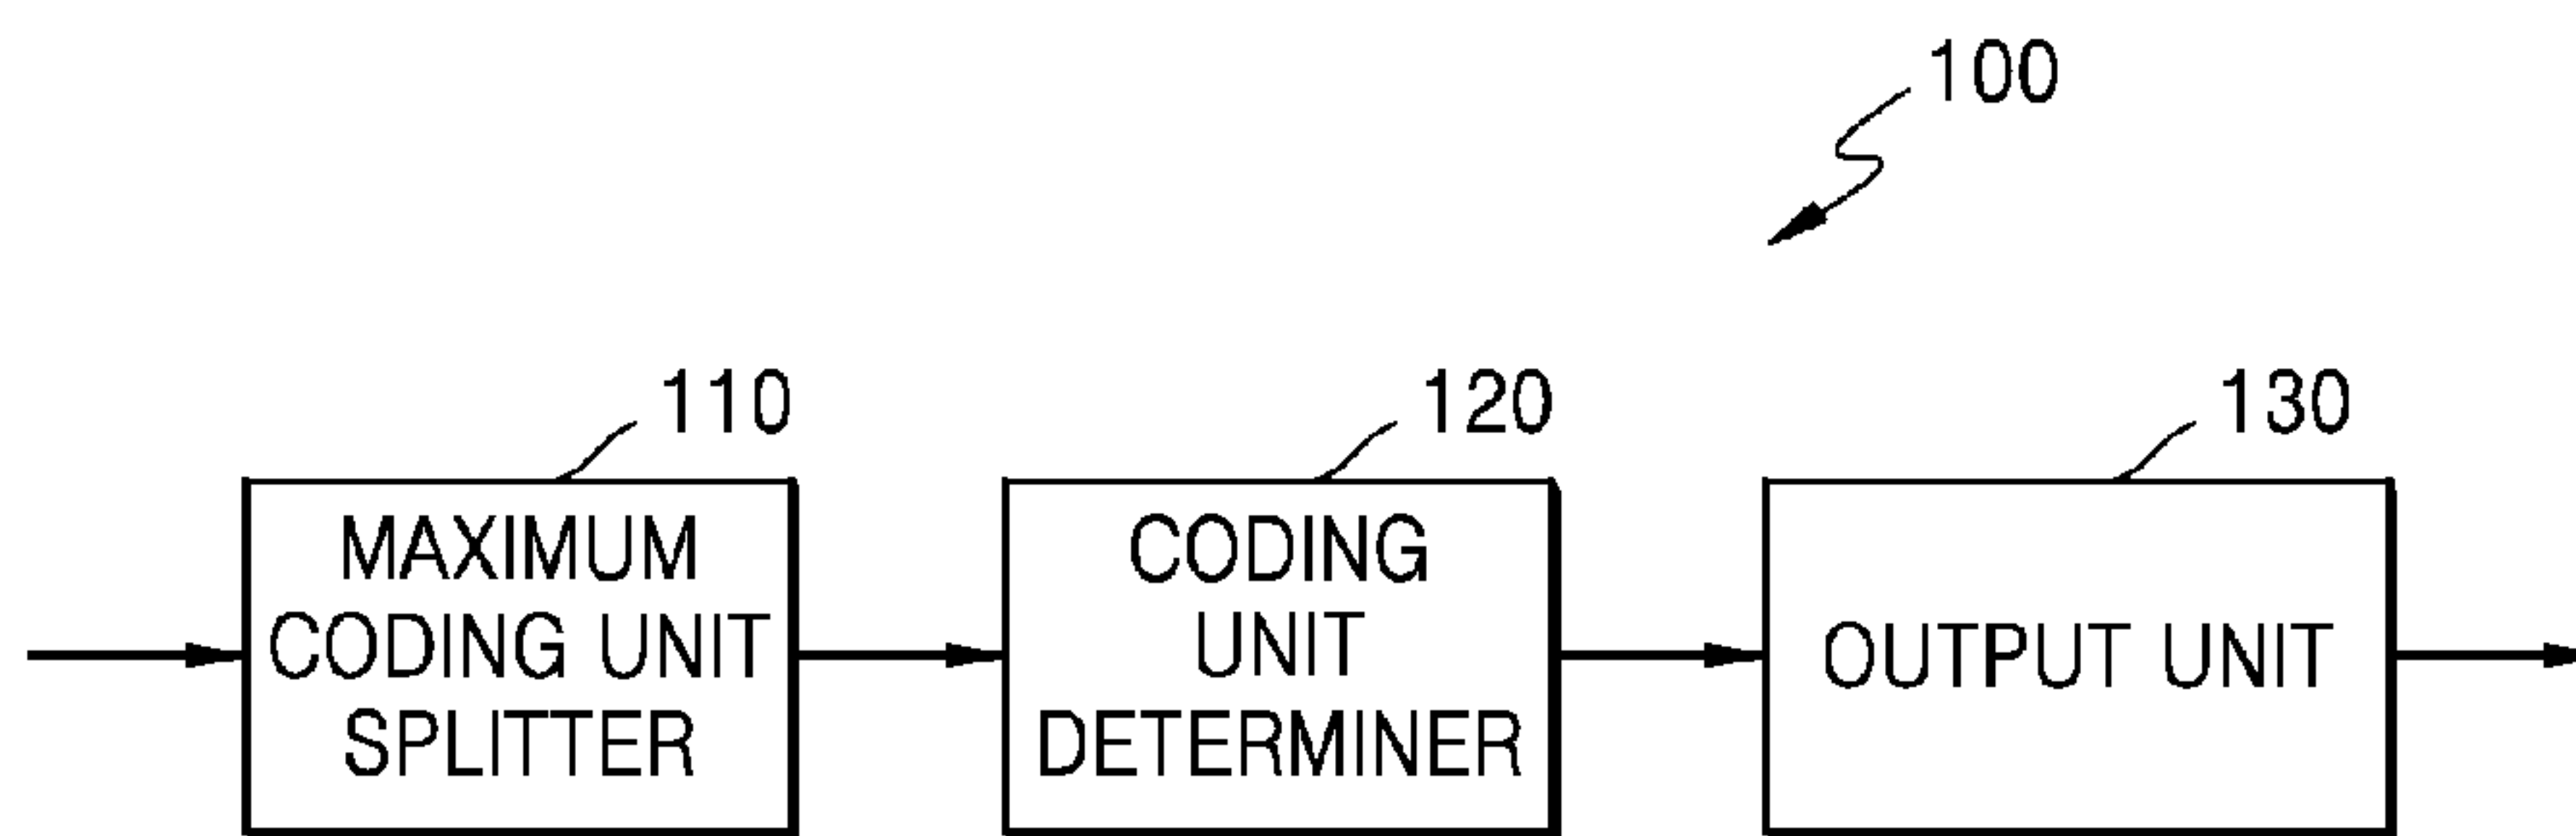 100
110
120
130
MAXIMUM
CODING UNIT
SPLITTER
CODING
UNIT
DETERMINER
OUTPUT UNIT